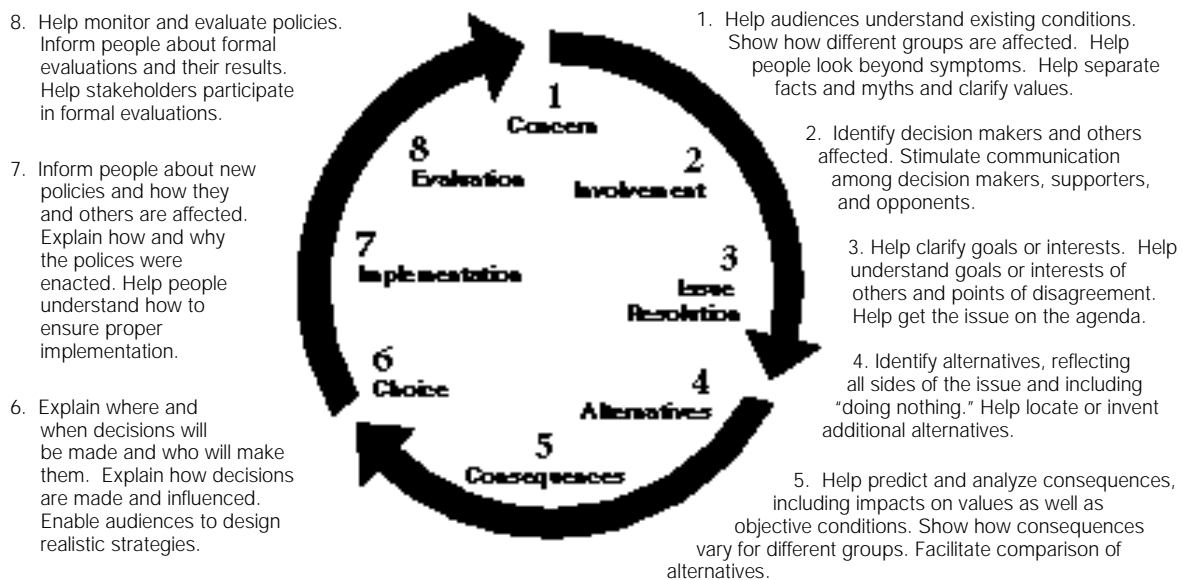 1. Help audiences understand existing conditions.
Show how different groups are affected. Help
people look beyond symptoms. Help separate
facts and myths and clarify values.
2. Identify decision makers and others
affected. Stimulate communication
among decision makers, supporters,
and opponents.
3. Help clarify goals or interests. Help
understand goals or interests of
others and points of disagreement.
Help get the issue on the agenda.
4. Identify alternatives, reflecting
all sides of the issue and including
"doing nothing." Help locate or invent
additional alternatives.
5. Help predict and analyze consequences,
including impacts on values as well as
objective conditions. Show how consequences
vary for different groups. Facilitate comparison of
alternatives.
6. Explain where and
when decisions will
be made and who will make
them. Explain how decisions
are made and influenced.
Enable audiences to design
realistic strategies.
7. Inform people about new
policies and how they
and others are affected.
Explain how and why
the polices were
enacted. Help people
understand how to
ensure proper
implementation.
8. Help monitor and evaluate policies.
Inform people about formal
evaluations and their results.
Help stakeholders participate
in formal evaluations.
1
Concern
2
Involvement
3
Issue
Resolution
4
Alternatives
5
Consequences
6
Choice
7
Implementation
8
Evaluation